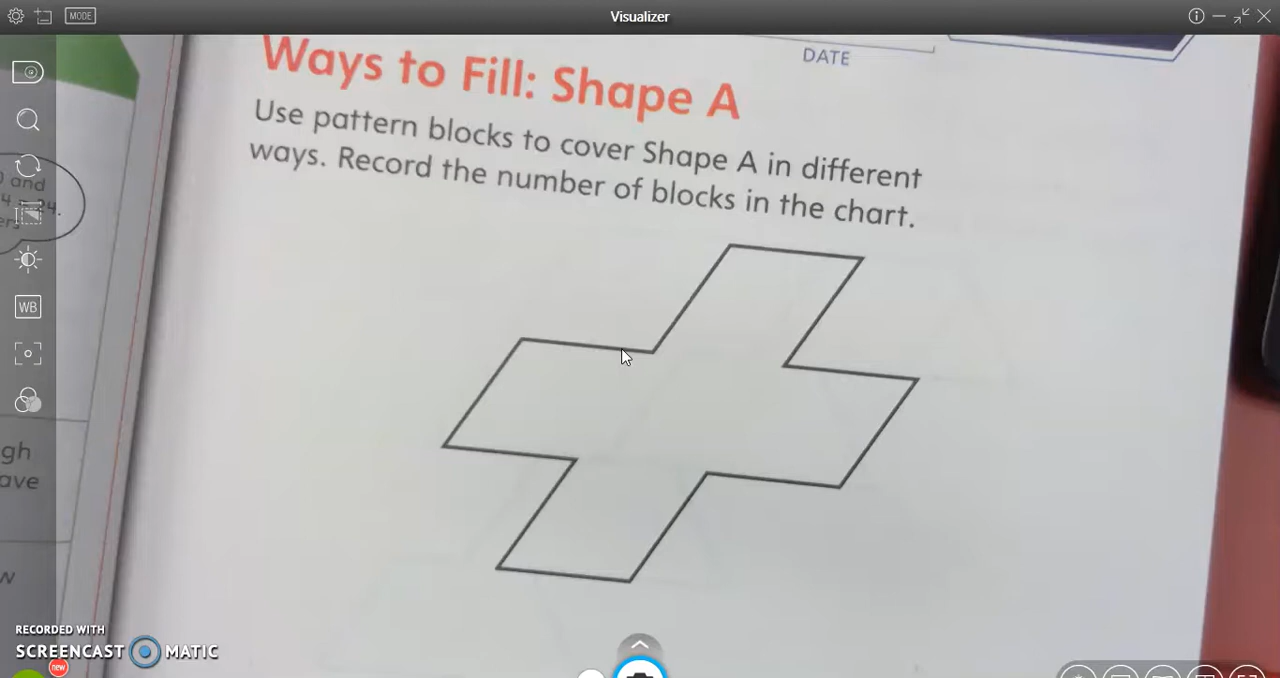 MODE
Visualizer
DATE
Ways to Fill: Shape A
Use pattern blocks to cover Shape A in different
ways. Record the number of blocks in the chart.
and
WB
gh
ave
RECORDED WITH
SCREENCAST MATIC
new